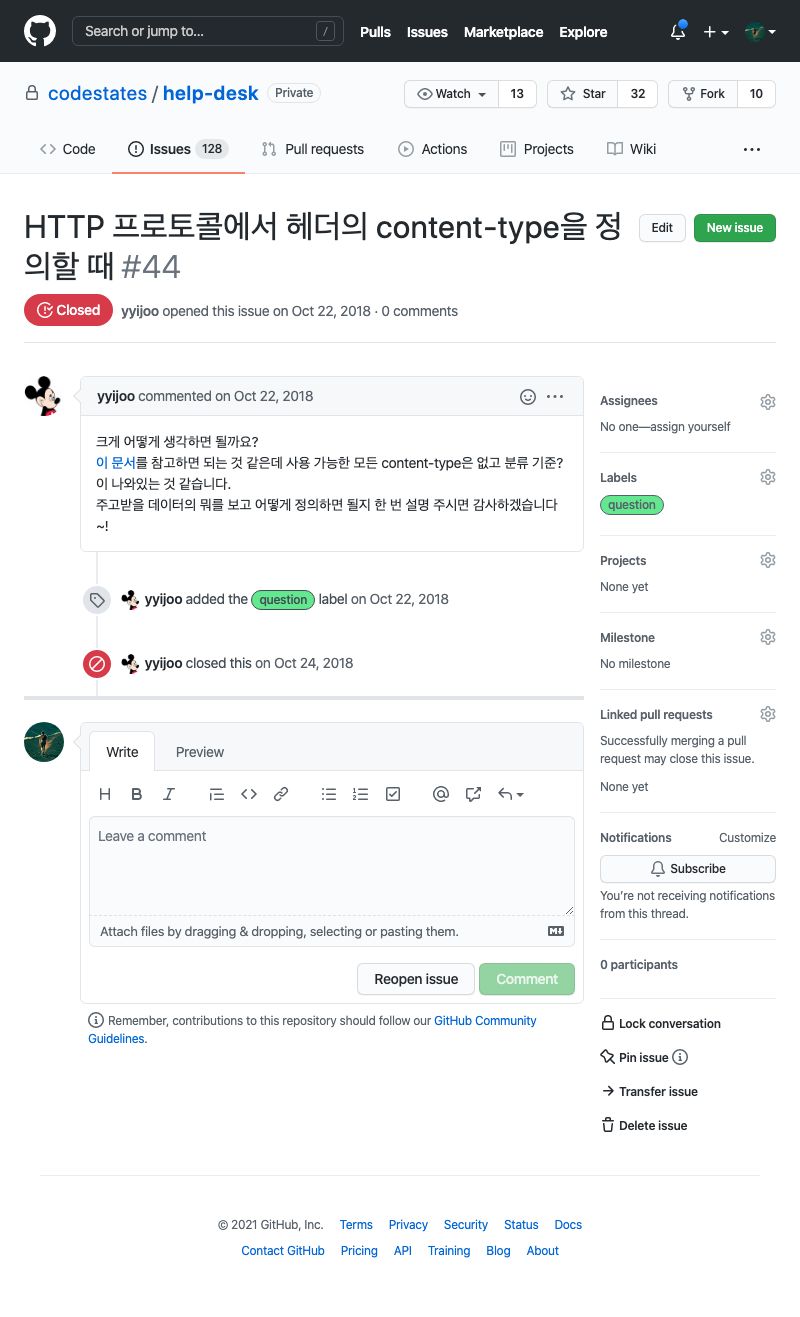 Search or jump to... /
Pulls Issues Marketplace Explore
codestates / help-desk Private
Watch 13 Star 32 Fork 10
Code Issues 128 Pull requests Actions Projects Wiki ...
HTTP 프로토콜에서 헤더의 content-type을 정
의할 때 #44
Edit New issue
Closed yyijoo opened this issue on Oct 22, 2018 · 0 comments
yyijoo commented on Oct 22, 2018
크게 어떻게 생각하면 될까요?
이 문서를 참고하면 되는 것 같은데 사용 가능한 모든 content-type은 없고 분류 기준?
이 나와있는 것 같습니다.
주고받을 데이터의 뭐를 보고 어떻게 정의하면 될지 한 번 설명 주시면 감사하겠습니다
~!
yyijoo added the question label on Oct 22, 2018
yyijoo closed this on Oct 24, 2018
Write Preview
H B I
Leave a comment
Attach files by dragging & dropping, selecting or pasting them.
Reopen issue Comment
Remember, contributions to this repository should follow our GitHub Community
Guidelines.
Assignees
No one—assign yourself
Labels
question
Projects
None yet
Milestone
No milestone
Linked pull requests
Successfully merging a pull
request may close this issue.
None yet
Notifications Customize
Subscribe
You're not receiving notifications
from this thread.
0 participants
Lock conversation
Pin issue
Transfer issue
Delete issue
© 2021 GitHub, Inc. Terms Privacy Security Status Docs
Contact GitHub Pricing API Training Blog About